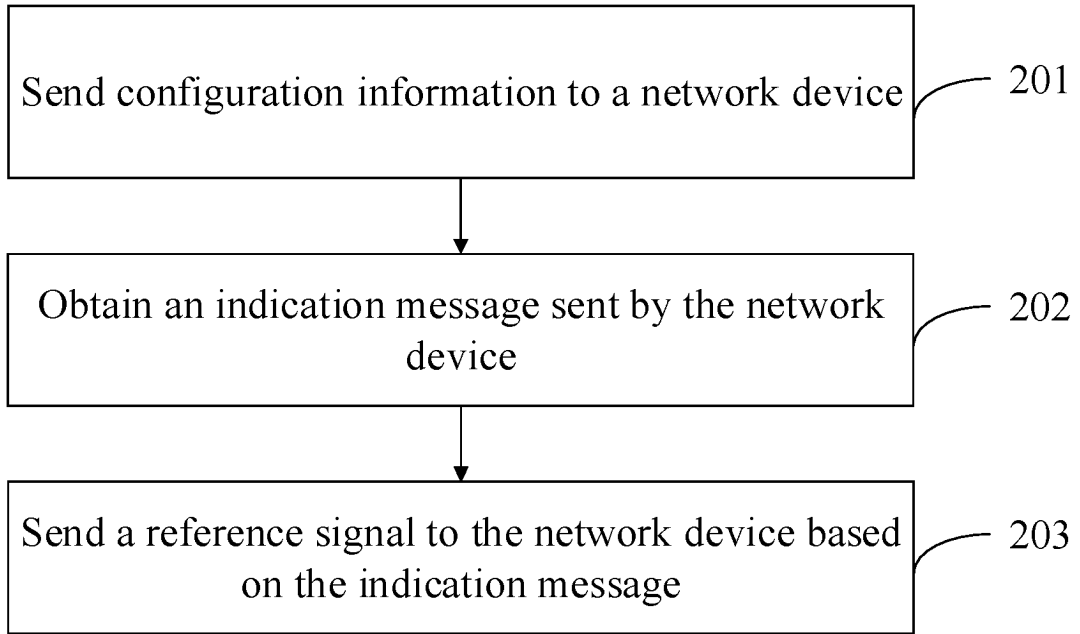 Send configuration information to a network device
201
Obtain an indication message sent by the network
device
202
Send a reference signal to the network device based
on the indication message
203